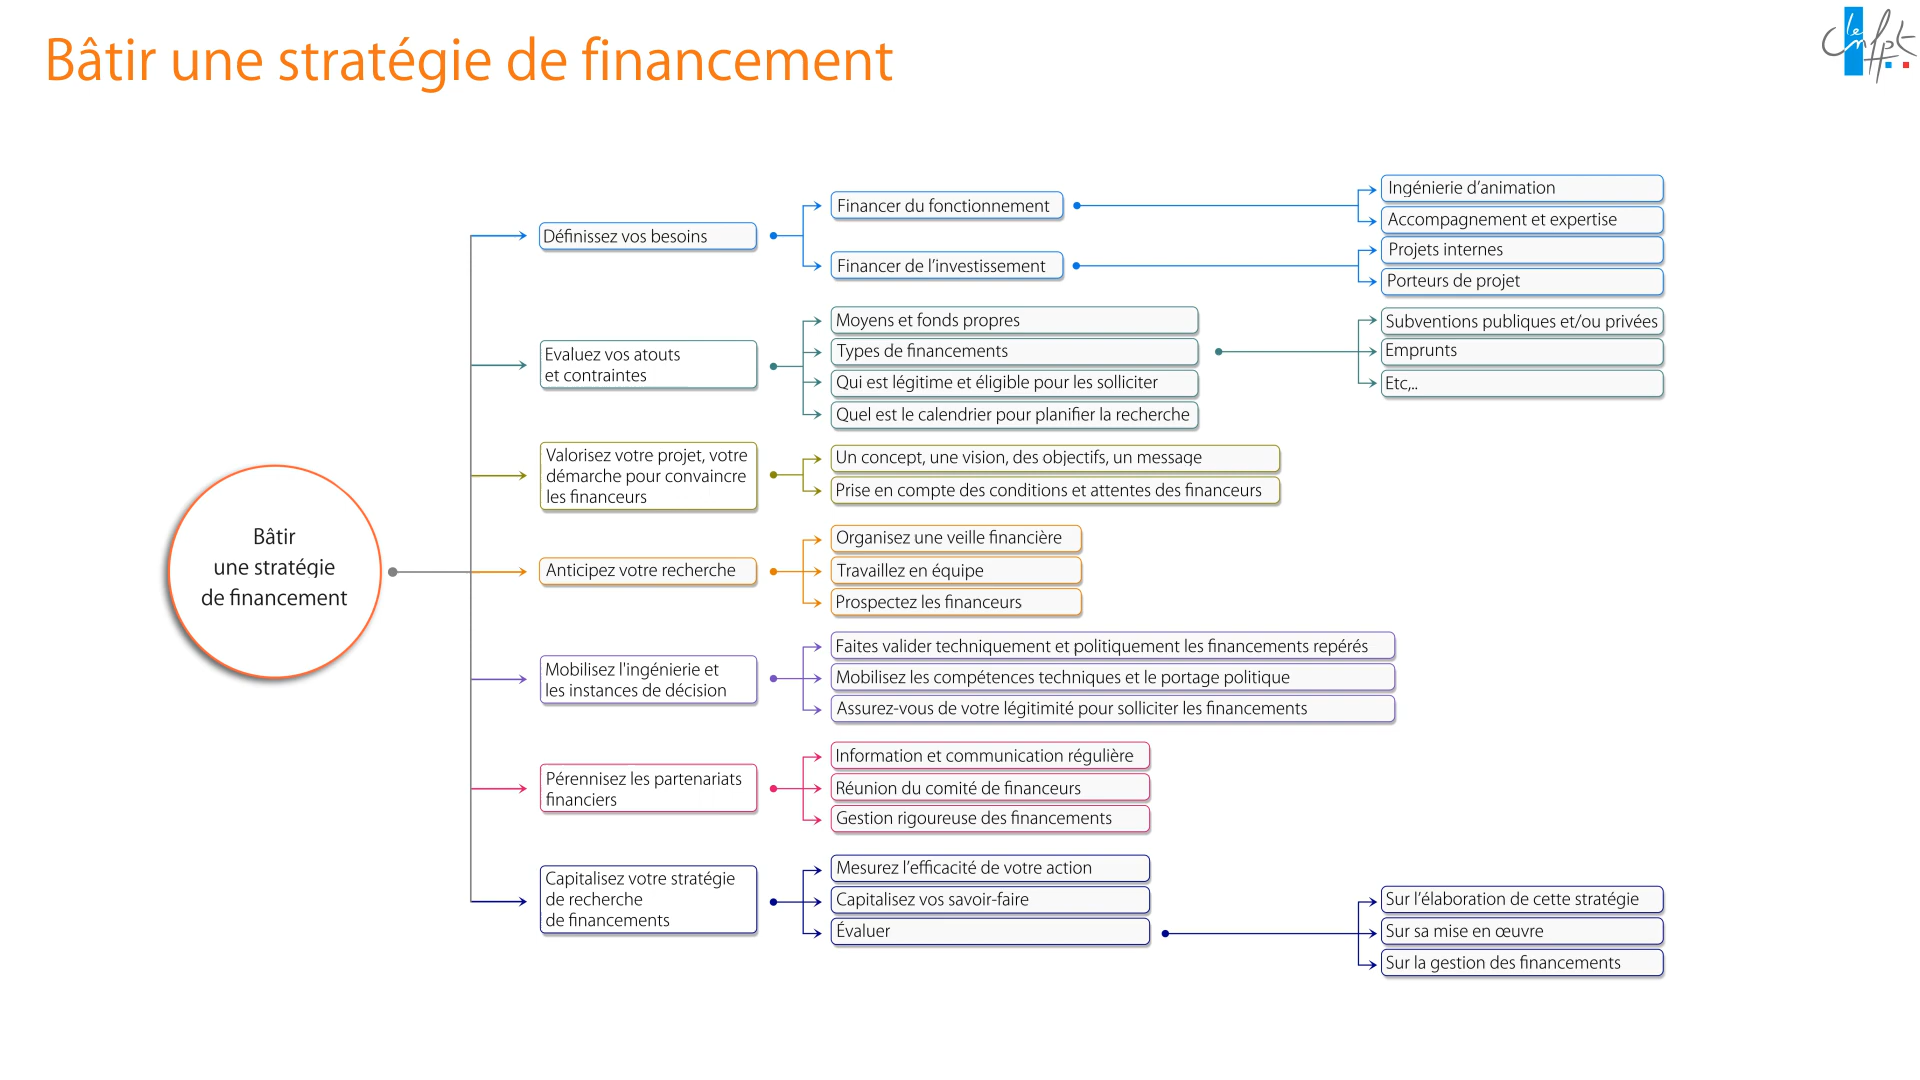 Bâtir une stratégie de financement
le cnfpt
Bâtir
une stratégie
de financement
Définissez vos besoins
Financer du fonctionnement
Ingénierie d’animation
Accompagnement et expertise
Financer de l’investissement
Projets internes
Porteurs de projet
Evaluez vos atouts
et contraintes
Moyens et fonds propres
Types de financements
Subventions publiques et/ou privées
Emprunts
Etc,..
Qui est légitime et éligible pour les solliciter
Quel est le calendrier pour planifier la recherche
Valorisez votre projet, votre
démarche pour convaincre
les financeurs
Un concept, une vision, des objectifs, un message
Prise en compte des conditions et attentes des financeurs
Anticipez votre recherche
Organisez une veille financière
Travaillez en équipe
Prospectez les financeurs
Mobilisez l'ingénierie et
les instances de décision
Faites valider techniquement et politiquement les financements repérés
Mobilisez les compétences techniques et le portage politique
Assurez-vous de votre légitimité pour solliciter les financements
Pérennisez les partenariats
financiers
Information et communication régulière
Réunion du comité de financeurs
Gestion rigoureuse des financements
Capitalisez votre stratégie
de recherche
de financements
Mesurez l’efficacité de votre action
Capitalisez vos savoir-faire
Évaluer
Sur l’élaboration de cette stratégie
Sur sa mise en œuvre
Sur la gestion des financements